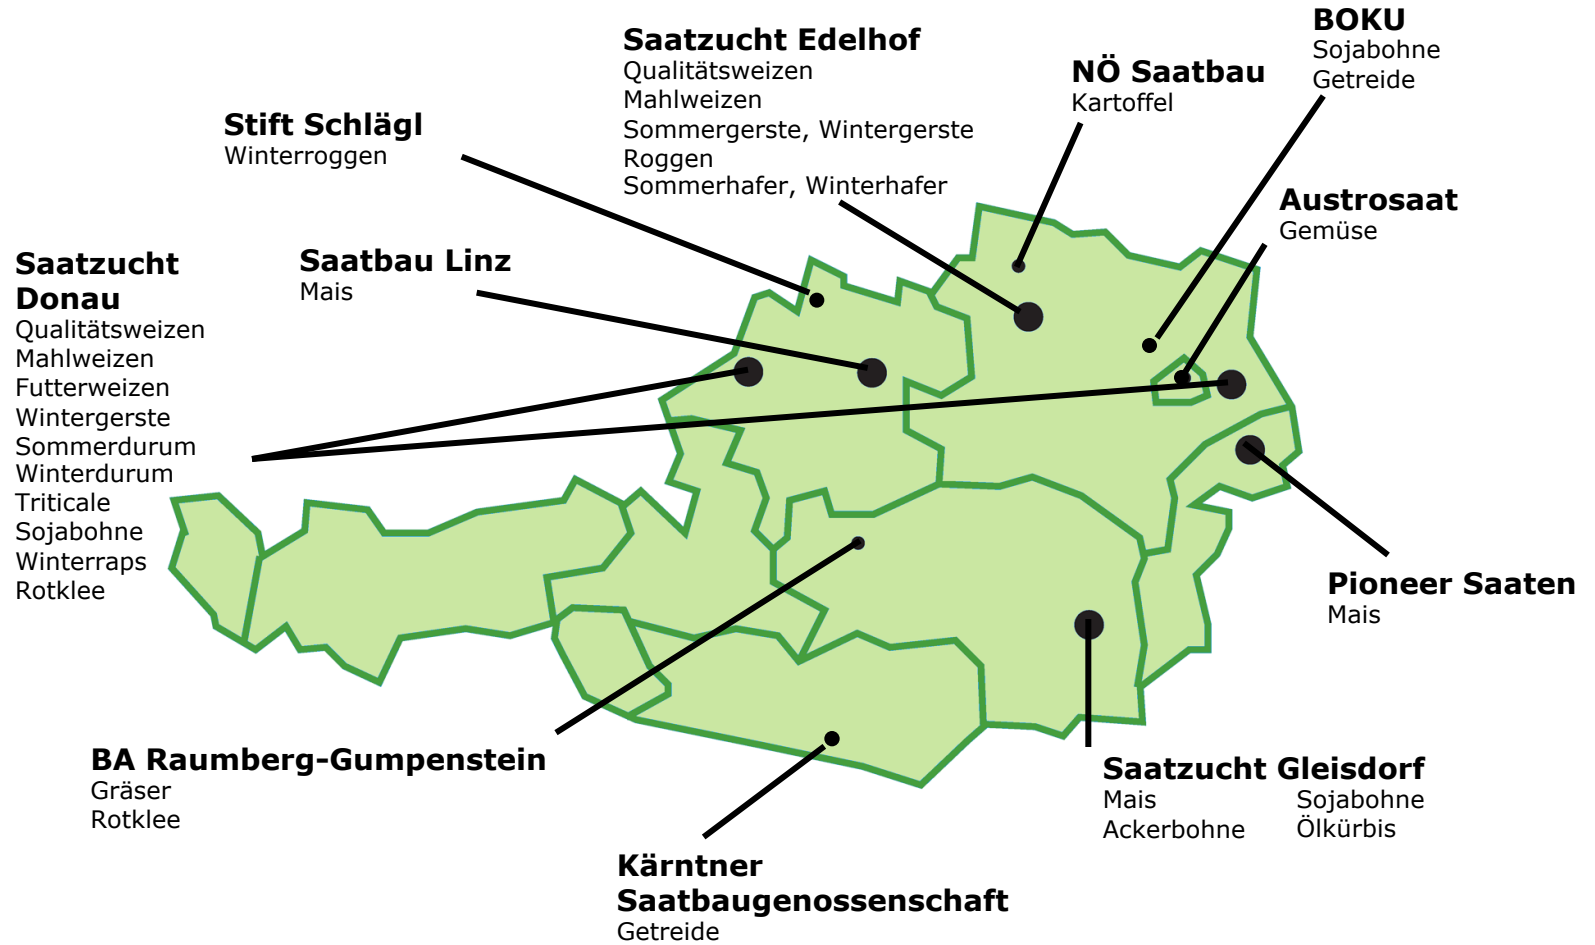 BOKU
Sojabohne
Getreide
Saatzucht Edelhof
Qualitätsweizen
Mahlweizen
Sommergerste, Wintergerste
Roggen
Sommerhafer, Winterhafer
NÖ Saatbau
Kartoffel
Stift Schlägl
Winterroggen
Austrosaat
Gemüse
Saatzucht
Donau
Qualitätsweizen
Mahlweizen
Futterweizen
Wintergerste
Sommerdurum
Winterdurum
Triticale
Sojabohne
Winterraps
Rotklee
Saatbau Linz
Mais
Pioneer Saaten
Mais
BA Raumberg-Gumpenstein
Gräser
Rotklee
Saatzucht Gleisdorf
Mais Sojabohne
Ackerbohne Ölkürbis
Kärntner
Saatbaugenossenschaft
Getreide